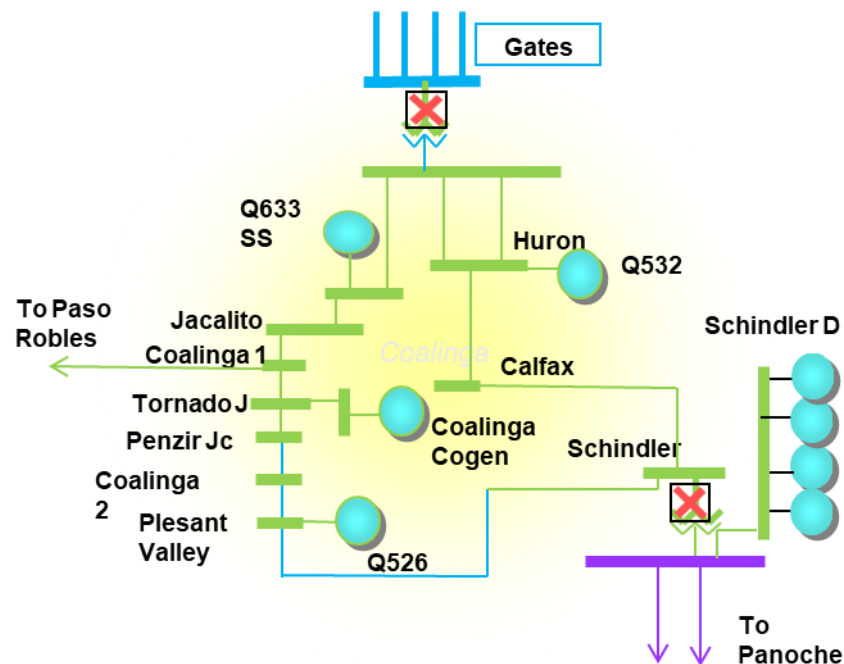 Gates
Q633
SS
Huron
Q532
To Paso
Robles
Jacalito
Schindler D
Coalinga 1
Coalinga
Calfax
Tornado J
Coalinga
Cogen
Penzir Jc
Schindler
Coalinga
2
Plesant
Valley
Q526
To
Panoche